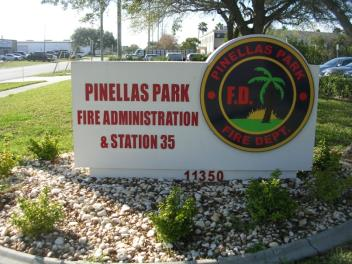 PINELLAS PARK
FIRE ADMINISTRATION
& STATION 35
PINELLAS PARK
F.D.
FIRE DEPT.
11350